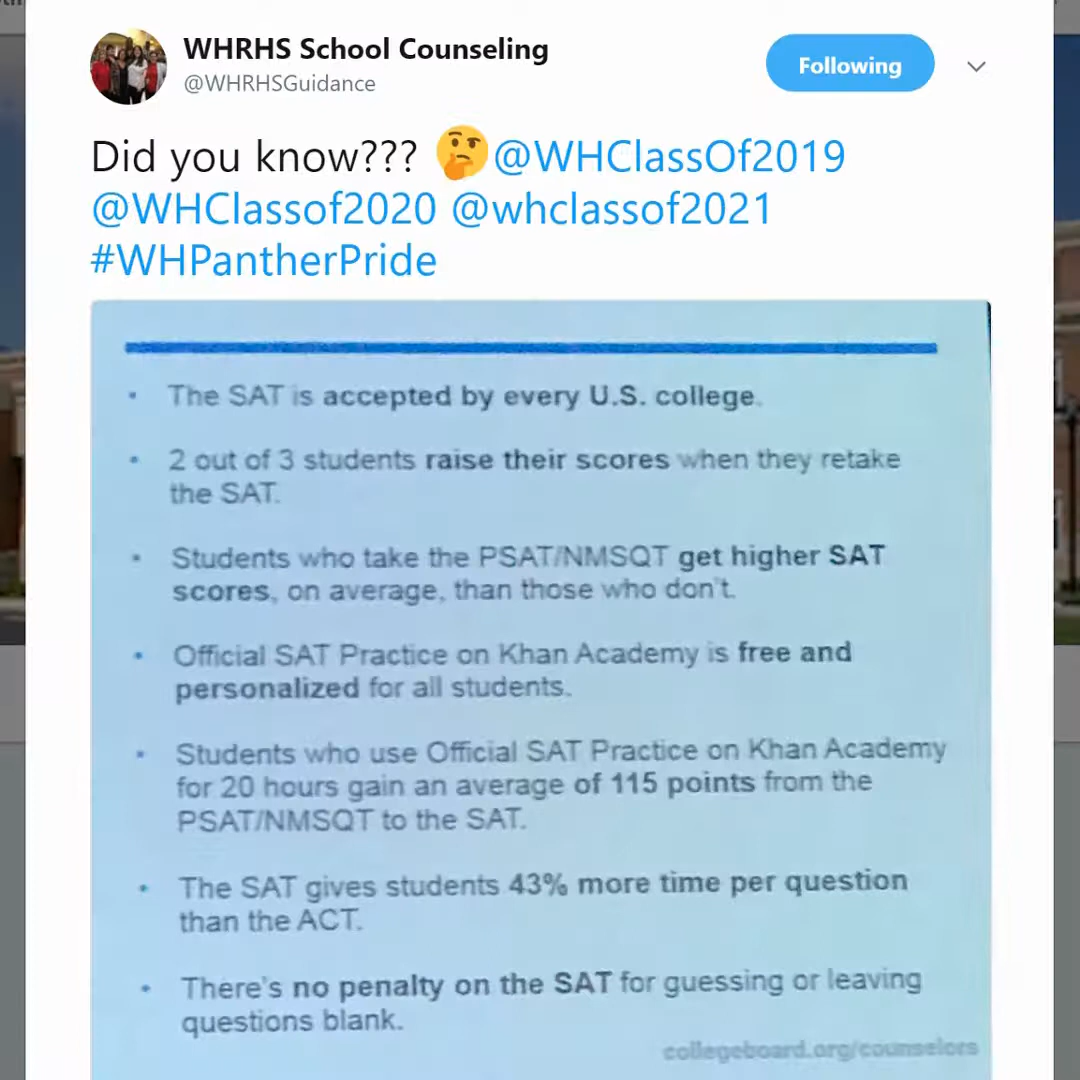 WHRHS School Counseling
@WHRHSGuidance
Following
Did you know??? 🤔@WHClassOf2019
@WHClassof2020 @whclassof2021
#WHPantherPride
• The SAT is accepted by every U.S. college.
• 2 out of 3 students raise their scores when they retake
the SAT.
• Students who take the PSAT/NMSQT get higher SAT
scores, on average, than those who don't.
• Official SAT Practice on Khan Academy is free and
personalized for all students.
• Students who use Official SAT Practice on Khan Academy
for 20 hours gain an average of 115 points from the
PSAT/NMSQT to the SAT.
• The SAT gives students 43% more time per question
than the ACT.
• There's no penalty on the SAT for guessing or leaving
questions blank.
collegeboard.org/counselors